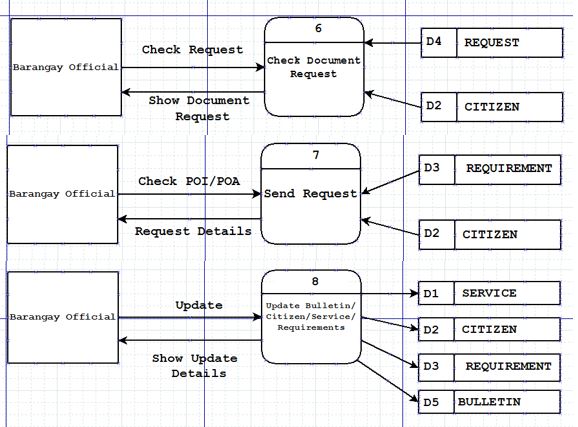 6
Barangay Official
Check Request
Check Document
Request
Show Document
Request
D4 REQUEST
D2 CITIZEN
7
Barangay Official
Check POI/POA
Send Request
Request Details
D3 REQUIREMENT
D2 CITIZEN
8
Barangay Official
Update
Update Bulletin/
Citizen/Service/
Requirements
Show Update
Details
D1 SERVICE
D2 CITIZEN
D3 REQUIREMENT
D5 BULLETIN